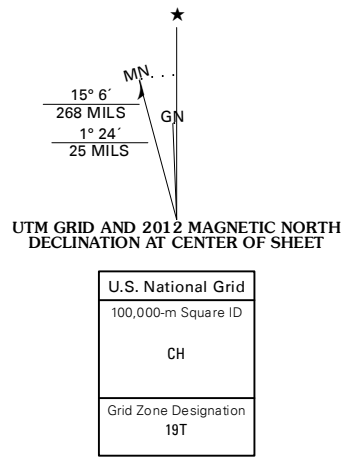 ★
MN
15° 6´
268 MILS
GN
1° 24´
25 MILS
UTM GRID AND 2012 MAGNETIC NORTH
DECLINATION AT CENTER OF SHEET
U.S. National Grid
100,000-m Square ID
CH
Grid Zone Designation
19T